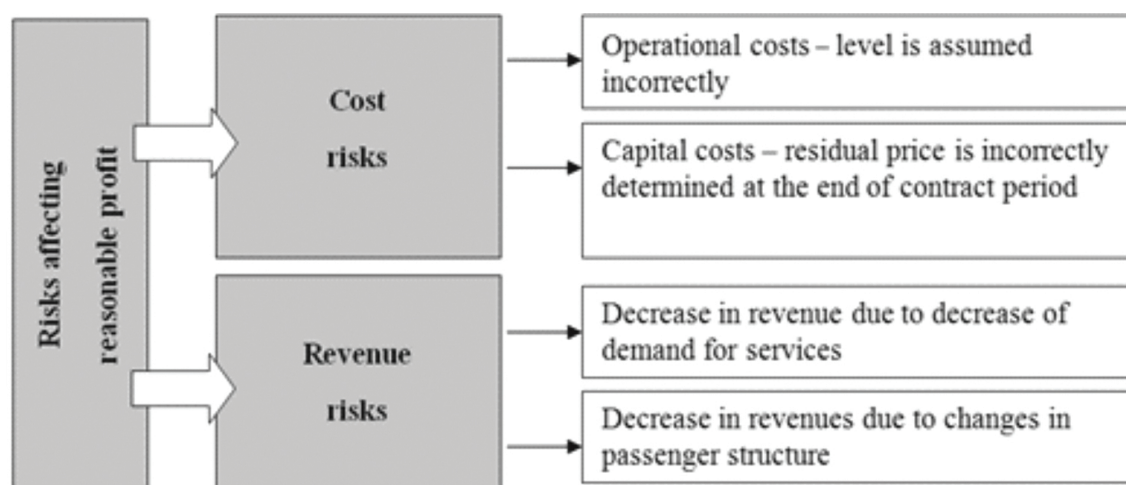 Risks affecting
reasonable profit
Cost
risks
Operational costs – level is assumed
incorrectly
Capital costs – residual price is incorrectly
determined at the end of contract period
Revenue
risks
Decrease in revenue due to decrease of
demand for services
Decrease in revenues due to changes in
passenger structure